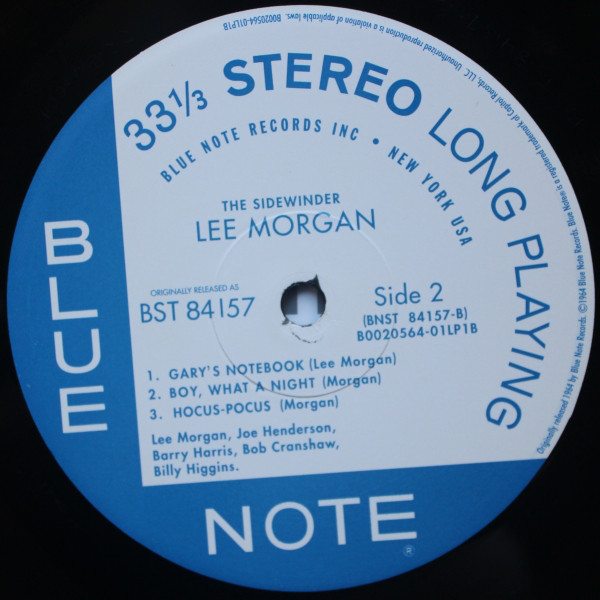 33⅓ STEREO LONG PLAYING
BLUE NOTE RECORDS INC • NEW YORK USA
THE SIDEWINDER
LEE MORGAN
ORIGINALLY RELEASED AS
BST 84157
Side 2
(BNST 84157-B)
B0020564-01LP1B
1. GARY'S NOTEBOOK (Lee Morgan)
2. BOY, WHAT A NIGHT (Morgan)
3. HOCUS-POCUS (Morgan)
Lee Morgan, Joe Henderson,
Barry Harris, Bob Cranshaw,
Billy Higgins.
BLUE
NOTE®
Originally released 1964 by Blue Note Records. ©1964 Blue Note Records. Blue Note is a registered trademark of Capitol Records, LLC. Unauthorized reproduction is a violation of applicable laws. B0020564-01LP1B